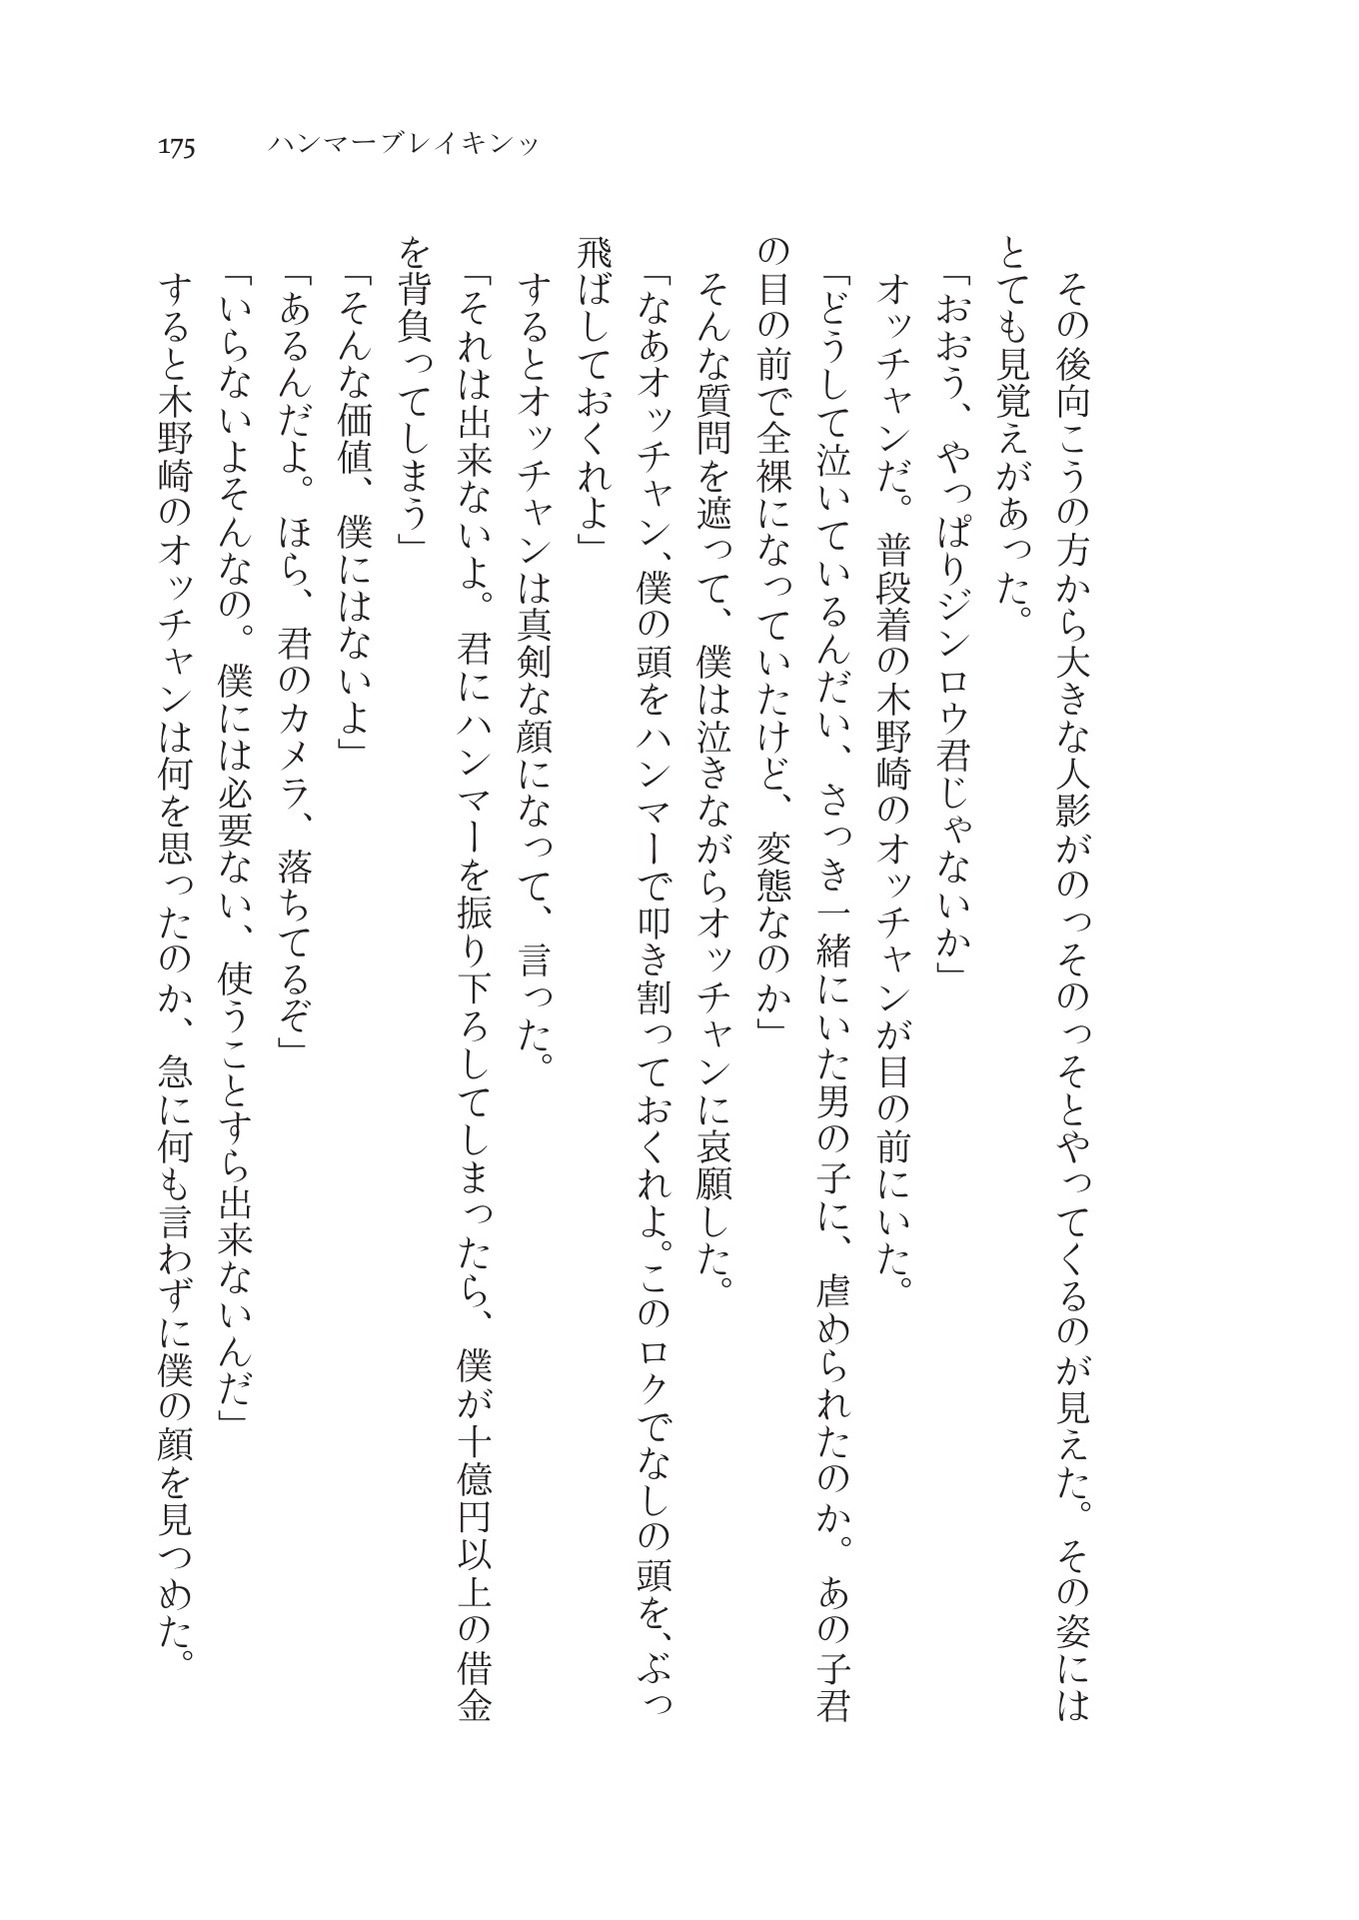 175　ハンマーブレイキンッ
　その後向こうの方から大きな人影がのっそのっそとやってくるのが見えた。その姿には
とても見覚えがあった。
「おおう、やっぱりジンロウ君じゃないか」
　オッチャンだ。普段着の木野崎のオッチャンが目の前にいた。
「どうして泣いているんだい、さっき一緒にいた男の子に、虐められたのか。あの子君
の目の前で全裸になっていたけど、変態なのか」
　そんな質問を遮って、僕は泣きながらオッチャンに哀願した。
「なあオッチャン、僕の頭をハンマーで叩き割っておくれよ。このロクでなしの頭を、ぶっ
飛ばしておくれよ」
　するとオッチャンは真剣な顔になって、言った。
「それは出来ないよ。君にハンマーを振り下ろしてしまったら、僕が十億円以上の借金
を背負ってしまう」
「そんな価値、僕にはないよ」
「あるんだよ。ほら、君のカメラ、落ちてるぞ」
「いらないよそんなの。僕には必要ない、使うことすら出来ないんだ」
　すると木野崎のオッチャンは何を思ったのか、急に何も言わずに僕の顔を見つめた。